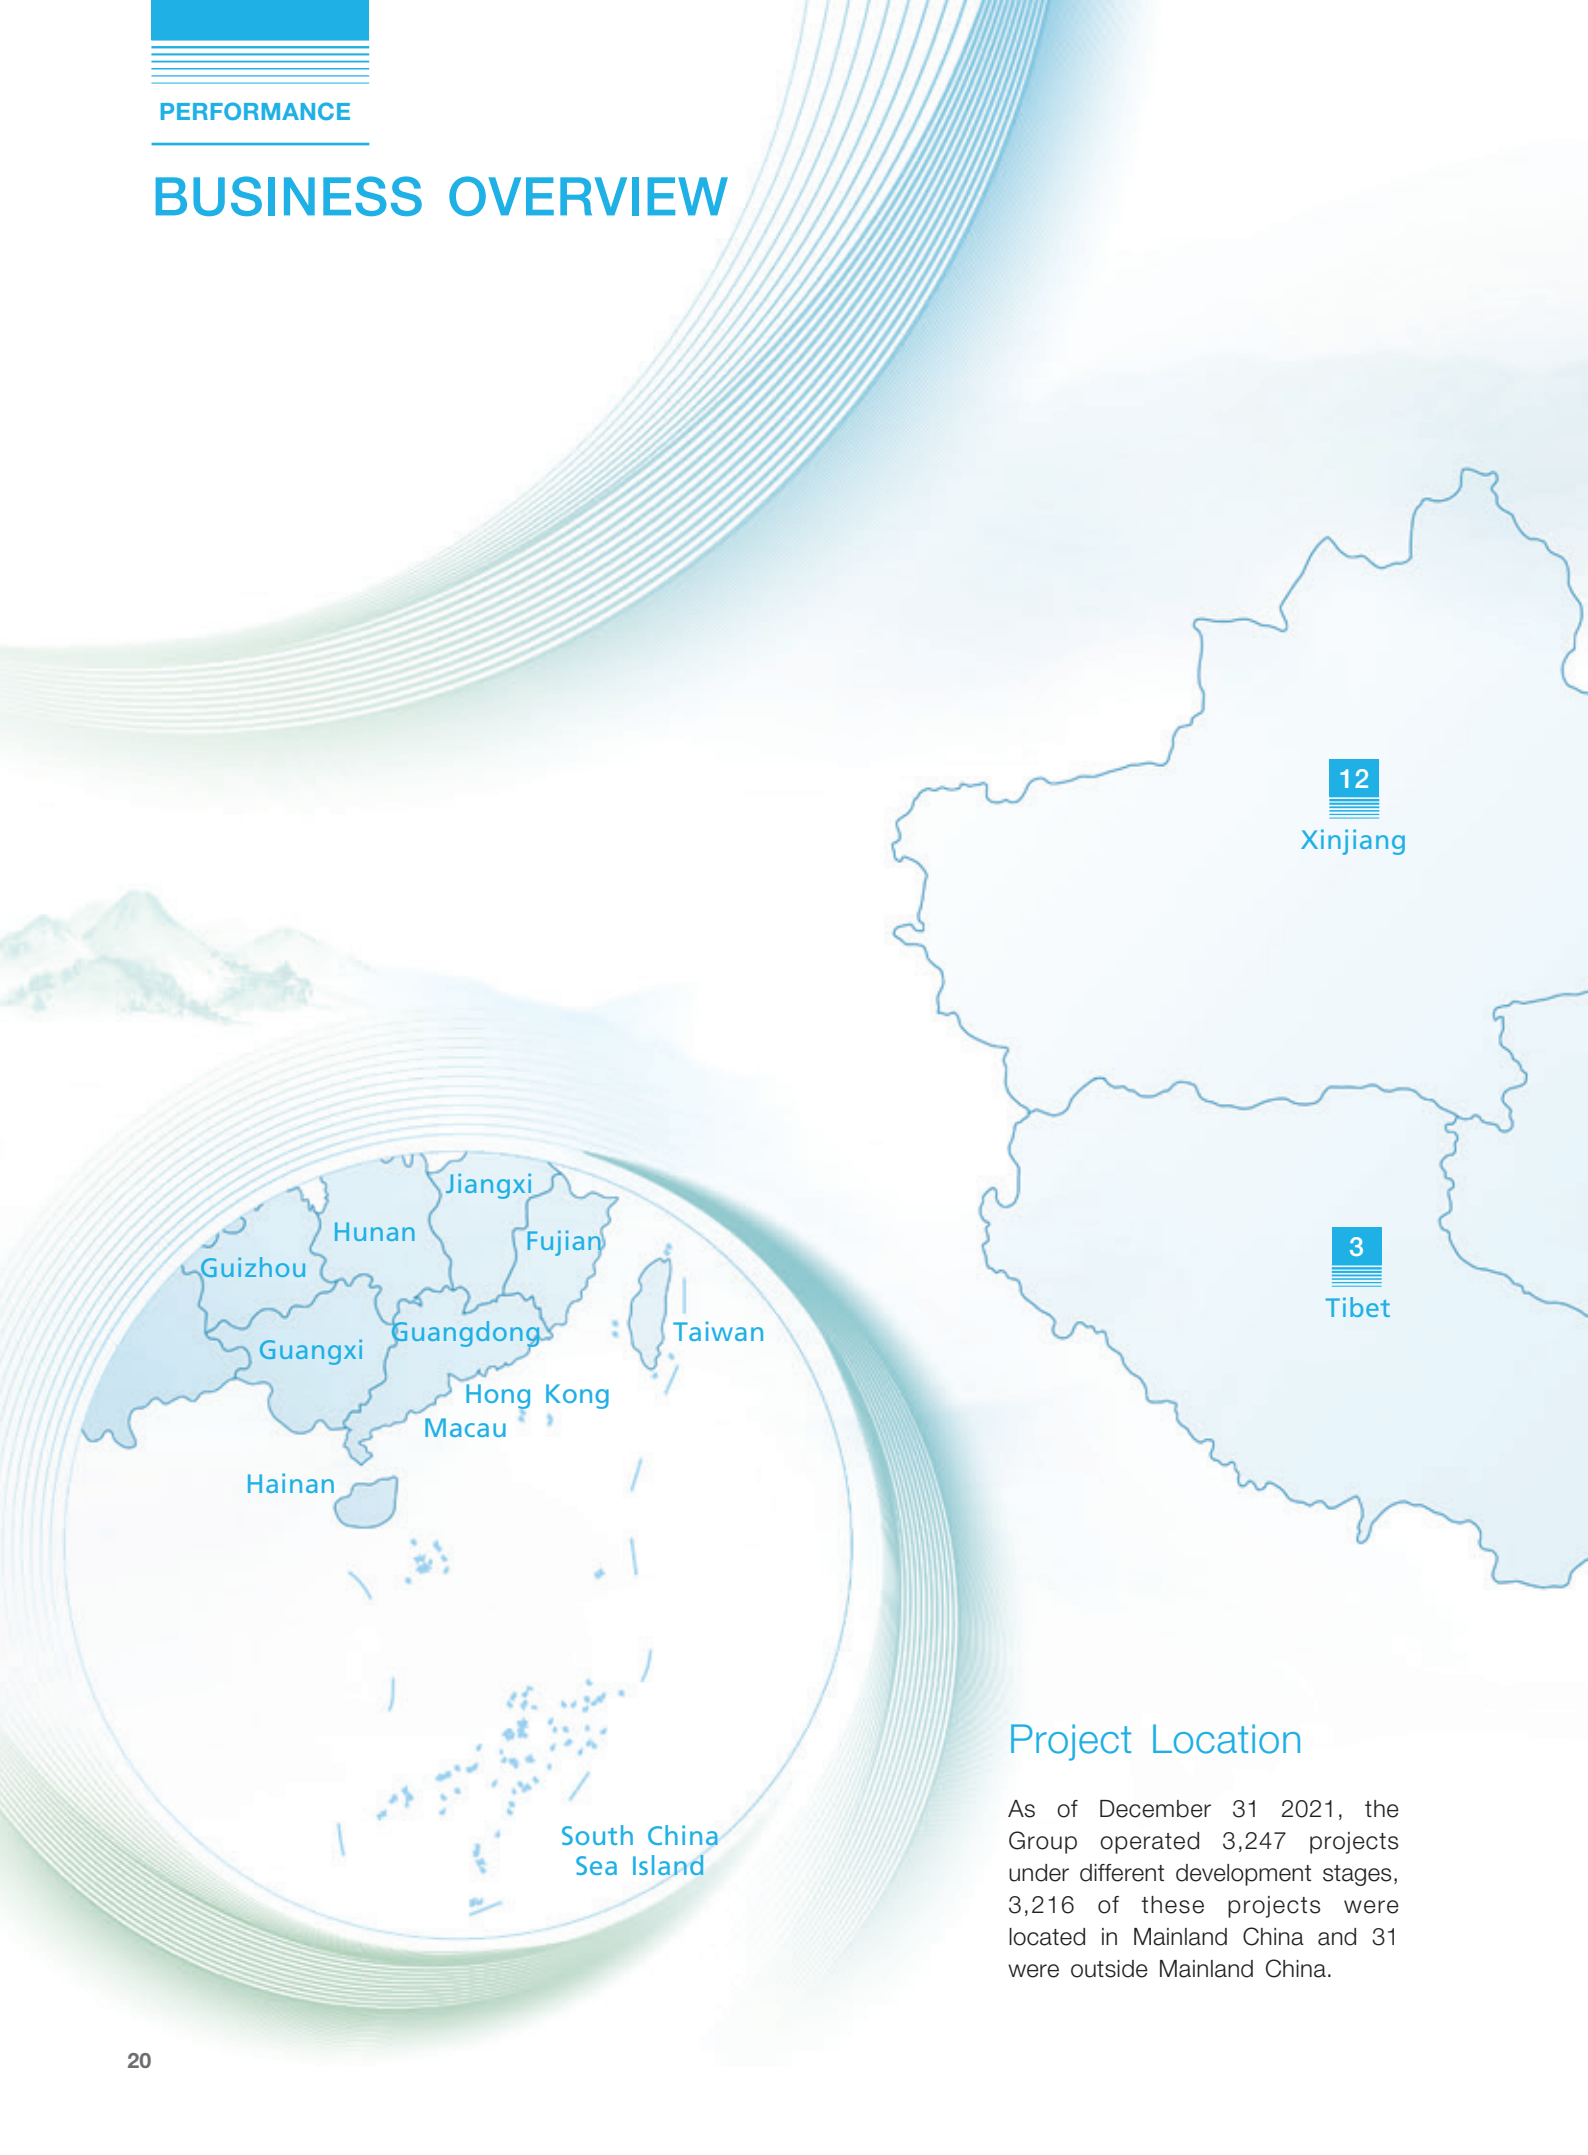 PERFORMANCE
BUSINESS OVERVIEW
12
Xinjiang
3
Tibet
Jiangxi
Hunan
Fujian
Guizhou
Guangdong
Taiwan
Guangxi
Hong Kong
Macau
Hainan
South China
Sea Island
Project Location
As of December 31 2021, the
Group operated 3,247 projects
under different development stages,
3,216 of these projects were
located in Mainland China and 31
were outside Mainland China.
20